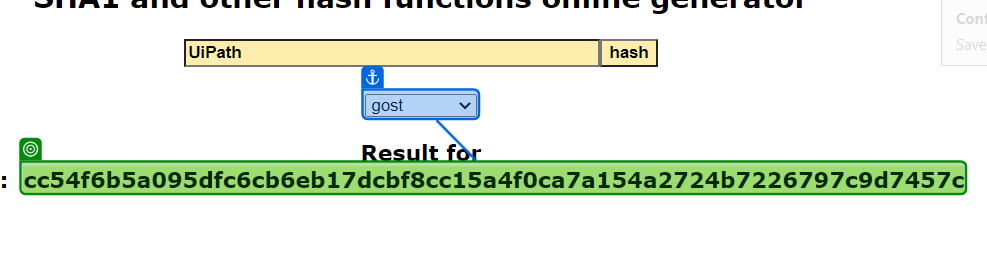 SHA1 and other hash functions online generator
Conf
Save
UiPath hash
gost
Result for
: cc54f6b5a095dfc6cb6eb17dcbf8cc15a4f0ca7a154a2724b7226797c9d7457c